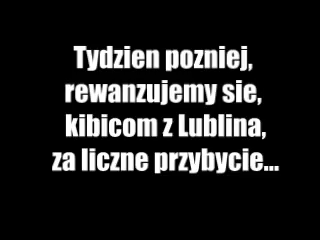 Tydzien pozniej,
rewanzujemy sie,
kibicom z Lublina,
za liczne przybycie...